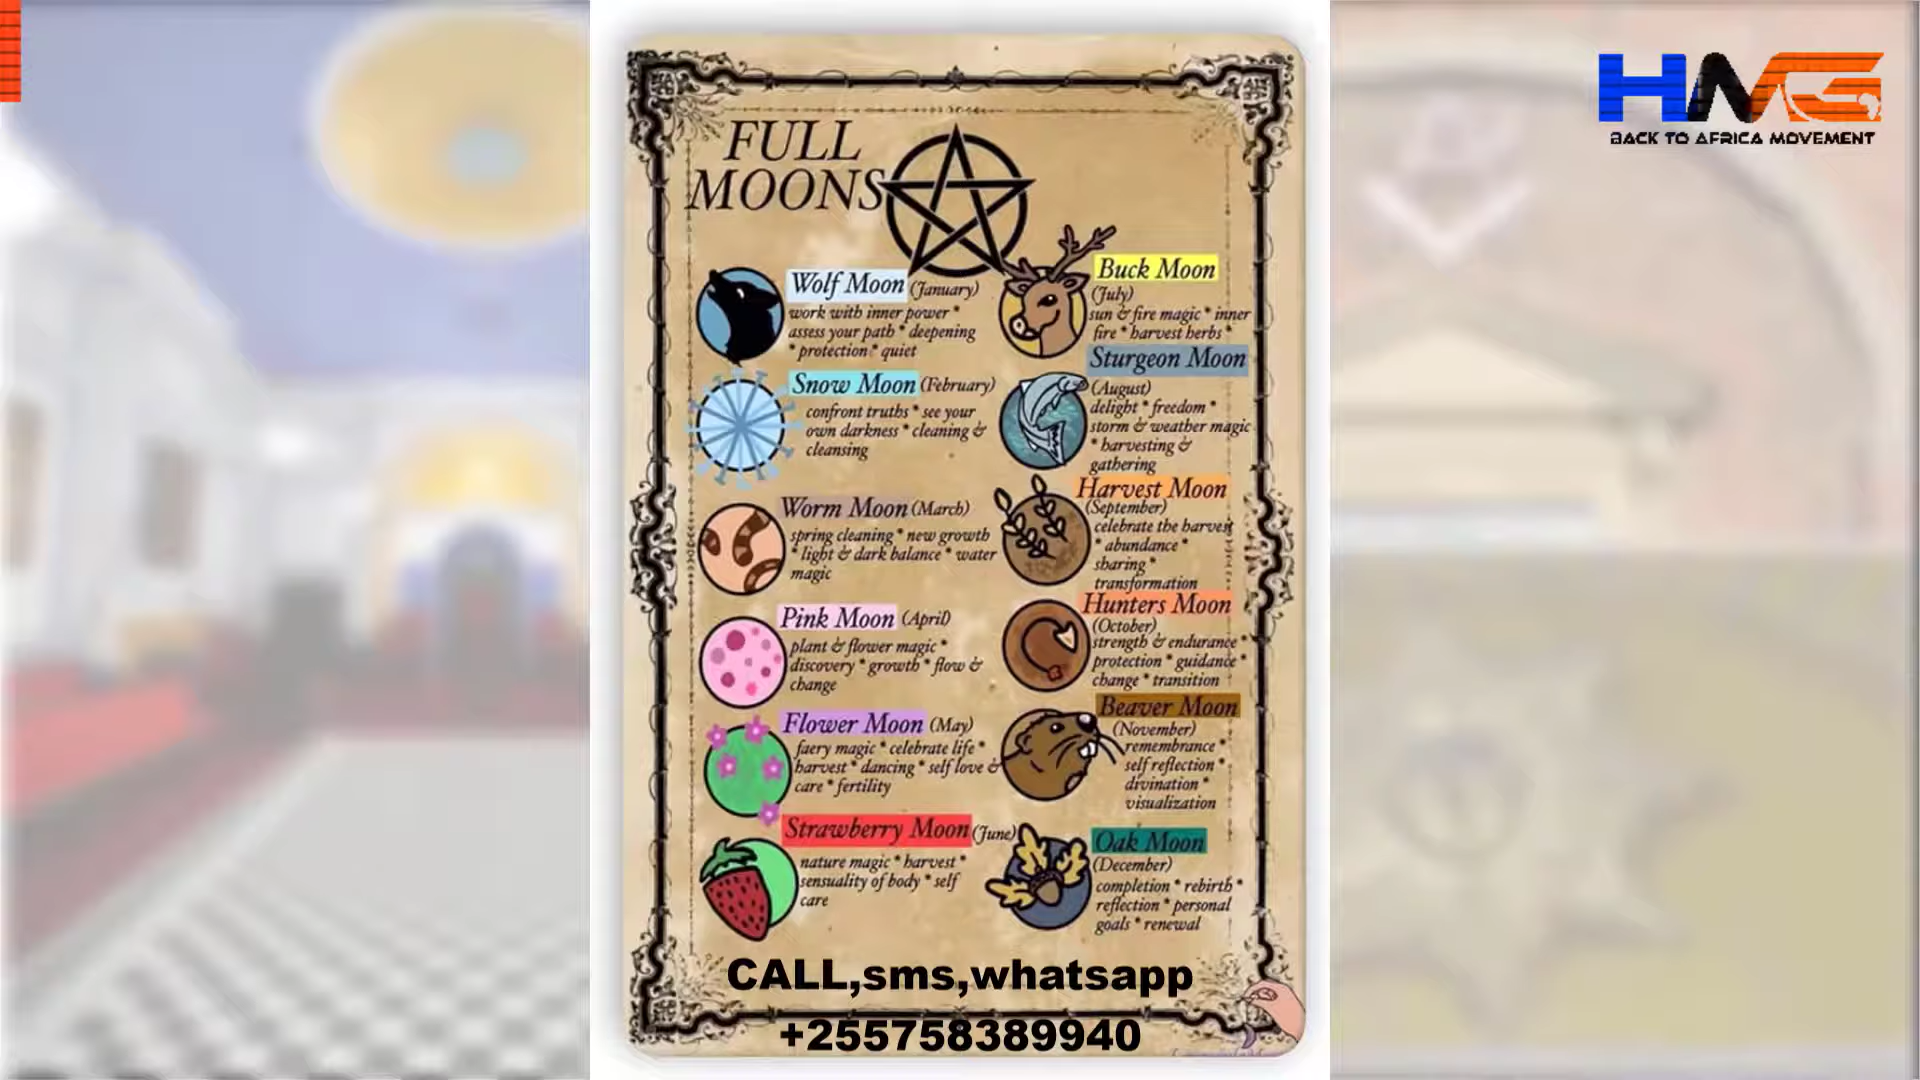 HMG
BACK TO AFRICA MOVEMENT
FULL
MOONS
Wolf Moon (January)
work with inner power *
assess your path * deepening
* protection * quiet
Snow Moon (February)
confront truths * see your
own darkness * cleaning &
cleansing
Worm Moon (March)
spring cleaning * new growth
* light & dark balance * water
magic
Pink Moon (April)
plant & flower magic *
discovery * growth * flow &
change
Flower Moon (May)
faery magic * celebrate life *
harvest * dancing * self love &
care * fertility
Strawberry Moon (June)
nature magic * harvest *
sensuality of body * self
care
Buck Moon
(July)
sun & fire magic * inner
fire * harvest herbs *
Sturgeon Moon
(August)
delight * freedom *
storm & weather magic
* harvesting &
gathering
Harvest Moon
(September)
celebrate the harvest
* abundance *
sharing *
transformation
Hunters Moon
(October)
strength & endurance *
protection * guidance *
change * transition
Beaver Moon
(November)
remembrance *
self reflection *
divination *
visualization
Oak Moon
(December)
completion * rebirth *
reflection * personal
goals * renewal
CALL,sms,whatsapp
+255758389940